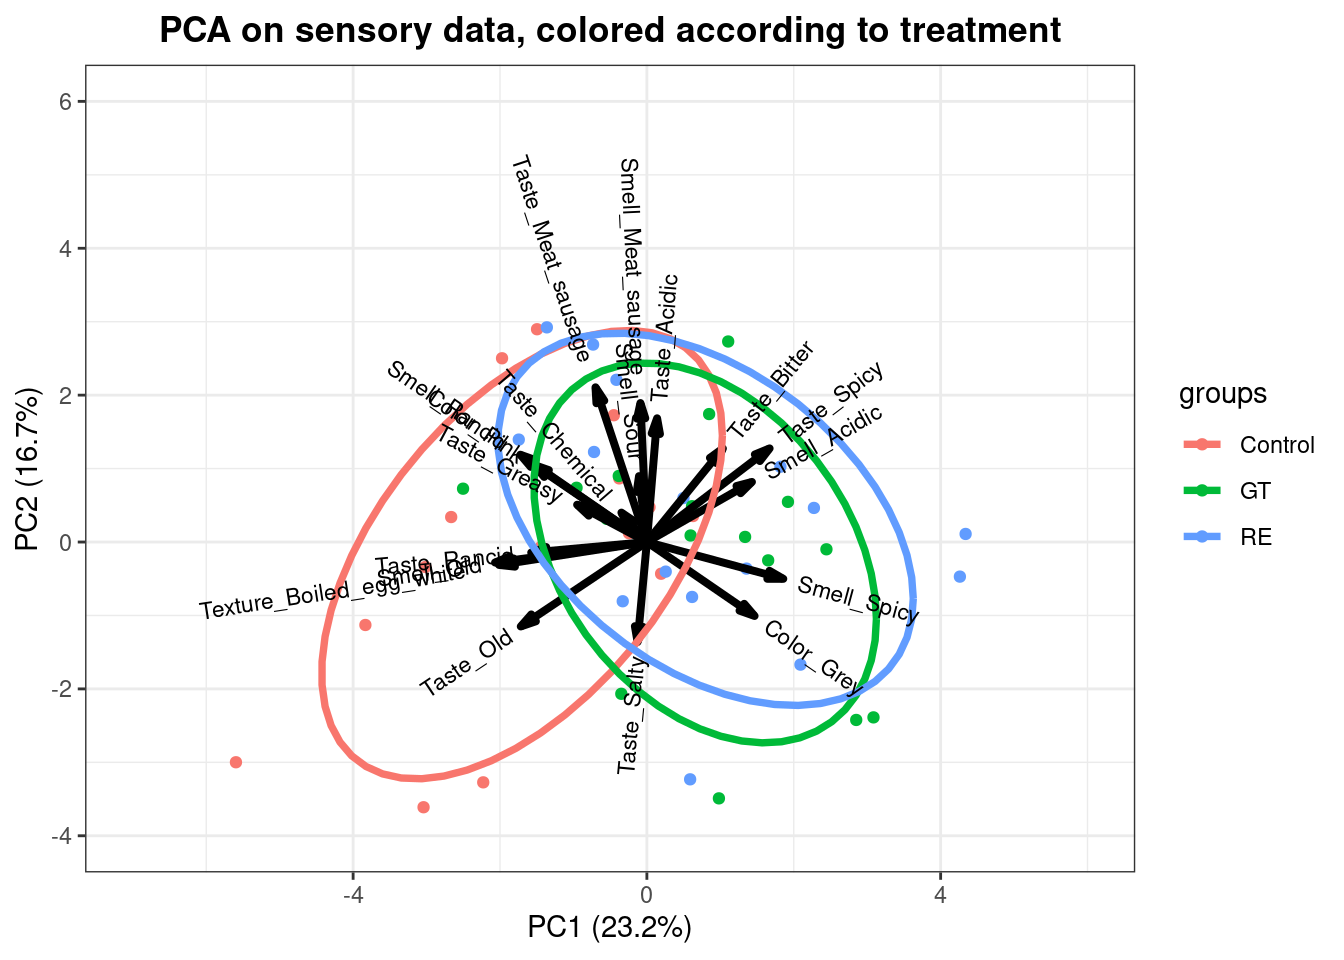 PCA on sensory data, colored according to treatment
6
4
2
0
-2
-4
-4
0
4
PC1 (23.2%)
PC2 (16.7%)
Taste_Meat_sausage
Smell_Meat_sausage
Taste_Acidic
Smell_Sour
Taste_Bitter
Taste_Spicy
Smell_Acidic
Smell_Rancid
Color_Pink
Taste_Chemical
Taste_Greasy
Taste_Rancid
Smell_Old
Texture_Boiled_egg_white
Taste_Old
Taste_Salty
Smell_Spicy
Color_Grey
groups
Control
GT
RE